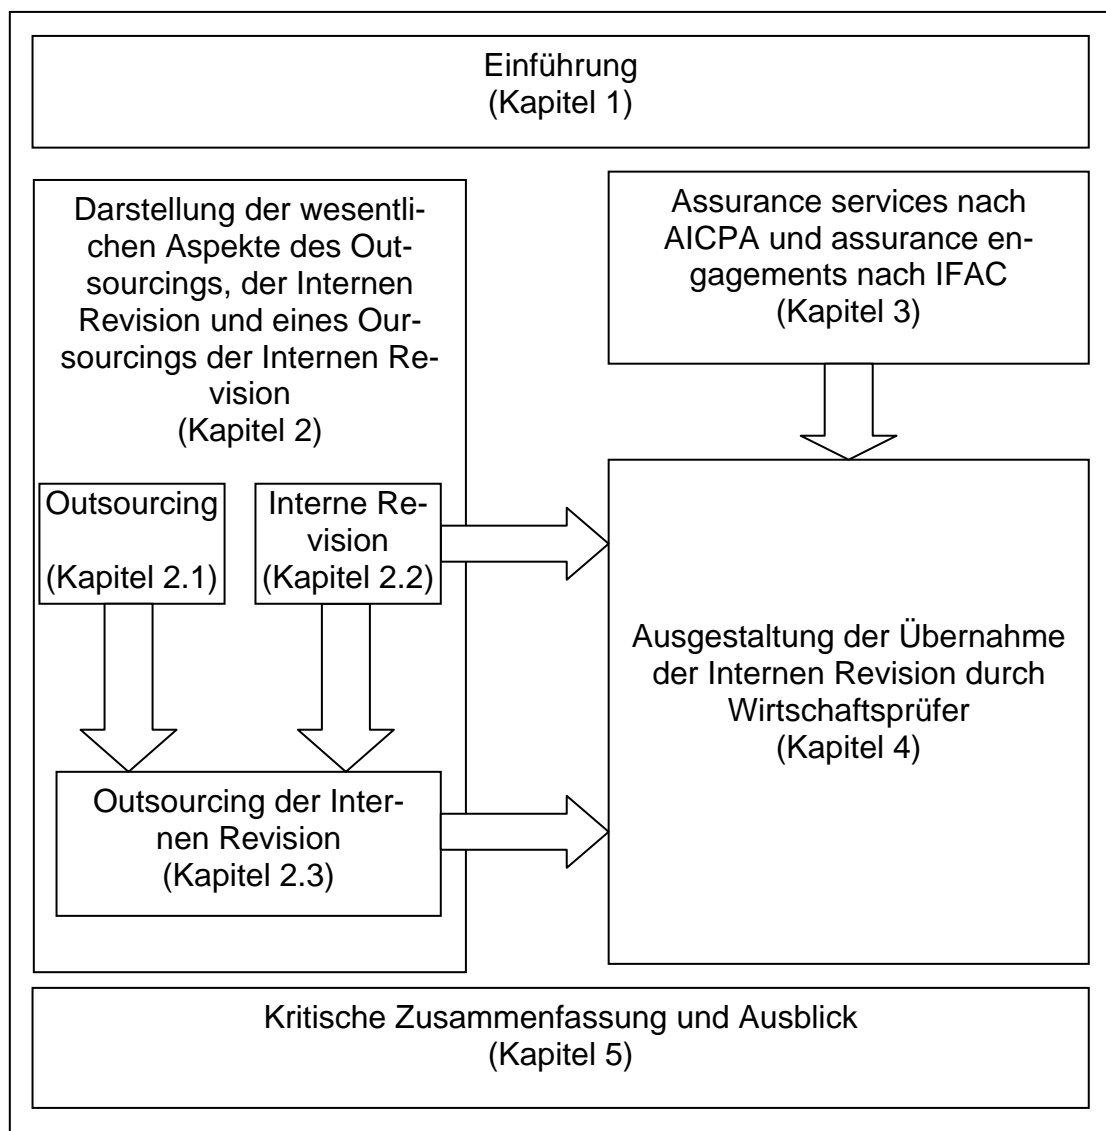 Einführung
(Kapitel 1)
Darstellung der wesentli-
chen Aspekte des Out-
sourcings, der Internen
Revision und eines Our-
sourcings der Internen Re-
vision
(Kapitel 2)
Outsourcing
(Kapitel 2.1)
Interne Re-
vision
(Kapitel 2.2)
Outsourcing der Inter-
nen Revision
(Kapitel 2.3)
Assurance services nach
AICPA und assurance en-
gagements nach IFAC
(Kapitel 3)
Ausgestaltung der Übernahme
der Internen Revision durch
Wirtschaftsprüfer
(Kapitel 4)
Kritische Zusammenfassung und Ausblick
(Kapitel 5)